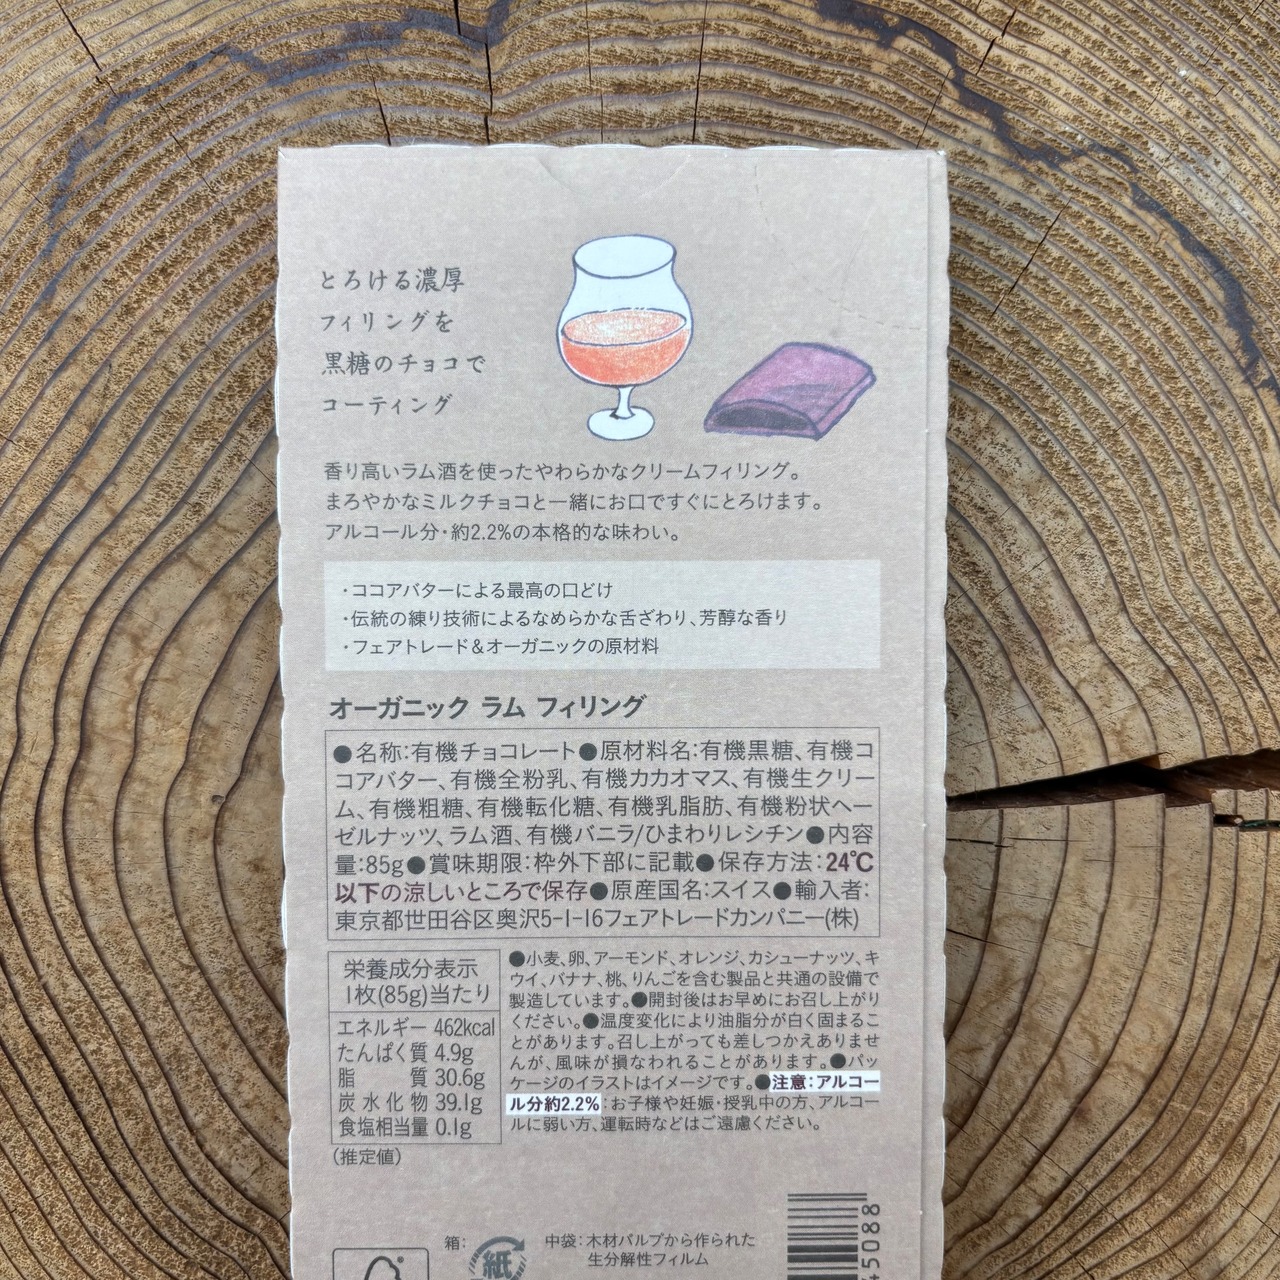 とろける濃厚
フィリングを
黒糖のチョコで
コーティング
香り高いラム酒を使ったやわらかなクリームフィリング。
まろやかなミルクチョコと一緒にお口ですぐにとろけます。
アルコール分・約2.2%の本格的な味わい。
・ココアバターによる最高の口どけ
・伝統の練り技術によるなめらかな舌ざわり、芳醇な香り
・フェアトレード&オーガニックの原材料
オーガニック ラム フィリング
●名称:有機チョコレート●原材料名:有機黒糖、有機コ
コアバター、有機全粉乳、有機カカオマス、有機生クリー
ム、有機粗糖、有機転化糖、有機乳脂肪、有機粉状ヘー
ゼルナッツ、ラム酒、有機バニラ/ひまわりレシチン●内容
量:85g●賞味期限:枠外下部に記載●保存方法:24℃
以下の涼しいところで保存●原産国名:スイス●輸入者:
東京都世田谷区奥沢5-1-16フェアトレードカンパニー(株)
栄養成分表示
1枚(85g)当たり
エネルギー 462kcal
たんぱく質 4.9g
脂質 30.6g
炭水化物 39.1g
食塩相当量 0.1g
(推定値)
●小麦、卵、アーモンド、オレンジ、カシューナッツ、キ
ウイ、バナナ、桃、りんごを含む製品と共通の設備で
製造しています。●開封後はお早めにお召し上がり
ください。●温度変化により油脂分が白く固まるこ
とがあります。召し上がっても差しつかえありませ
んが、風味が損なわれることがあります。●パッ
ケージのイラストはイメージです。●注意:アルコー
ル分約2.2%:お子様や妊娠・授乳中の方、アルコー
ルに弱い方、運転時などはご遠慮ください。
箱:
紙
中袋:木材パルプから作られた
生分解性フィルム
45088